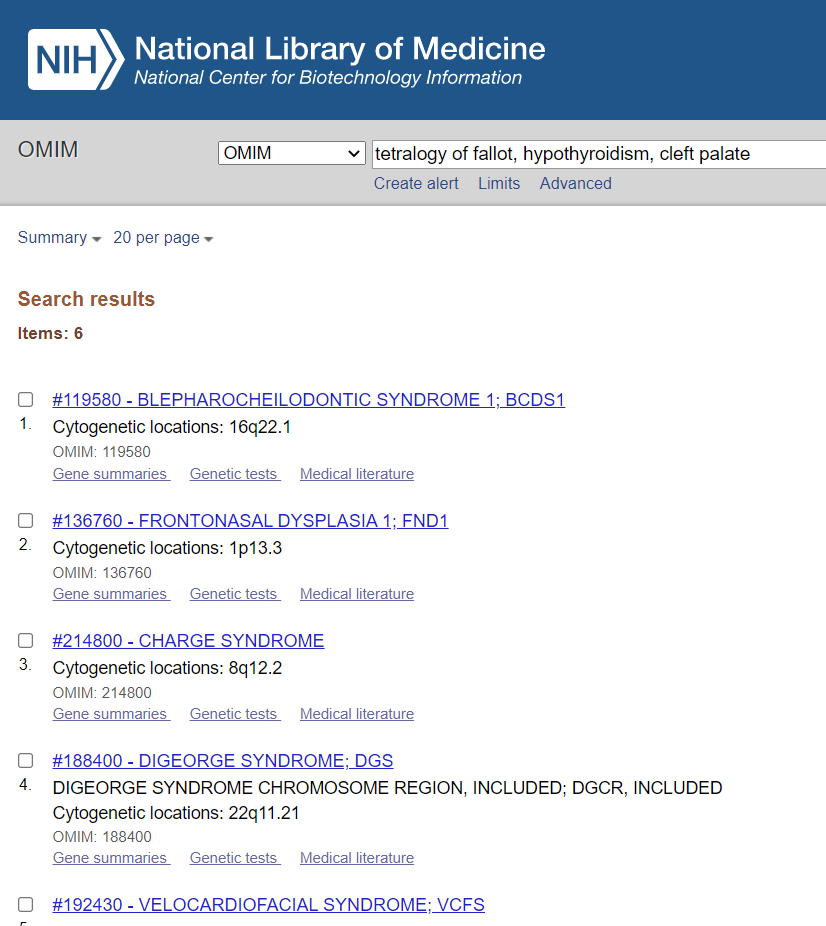 NIH National Library of Medicine
National Center for Biotechnology Information
OMIM OMIM tetralogy of fallot, hypothyroidism, cleft palate
Create alert Limits Advanced
Summary 20 per page
Search results
Items: 6
#119580 - BLEPHAROCHEILODONTIC SYNDROME 1; BCDS1
1. Cytogenetic locations: 16q22.1
OMIM: 119580
Gene summaries Genetic tests Medical literature
#136760 - FRONTONASAL DYSPLASIA 1; FND1
2. Cytogenetic locations: 1p13.3
OMIM: 136760
Gene summaries Genetic tests Medical literature
#214800 - CHARGE SYNDROME
3. Cytogenetic locations: 8q12.2
OMIM: 214800
Gene summaries Genetic tests Medical literature
#188400 - DIGEORGE SYNDROME; DGS
4. DIGEORGE SYNDROME CHROMOSOME REGION, INCLUDED; DGCR, INCLUDED
Cytogenetic locations: 22q11.21
OMIM: 188400
Gene summaries Genetic tests Medical literature
#192430 - VELOCARDIOFACIAL SYNDROME; VCFS